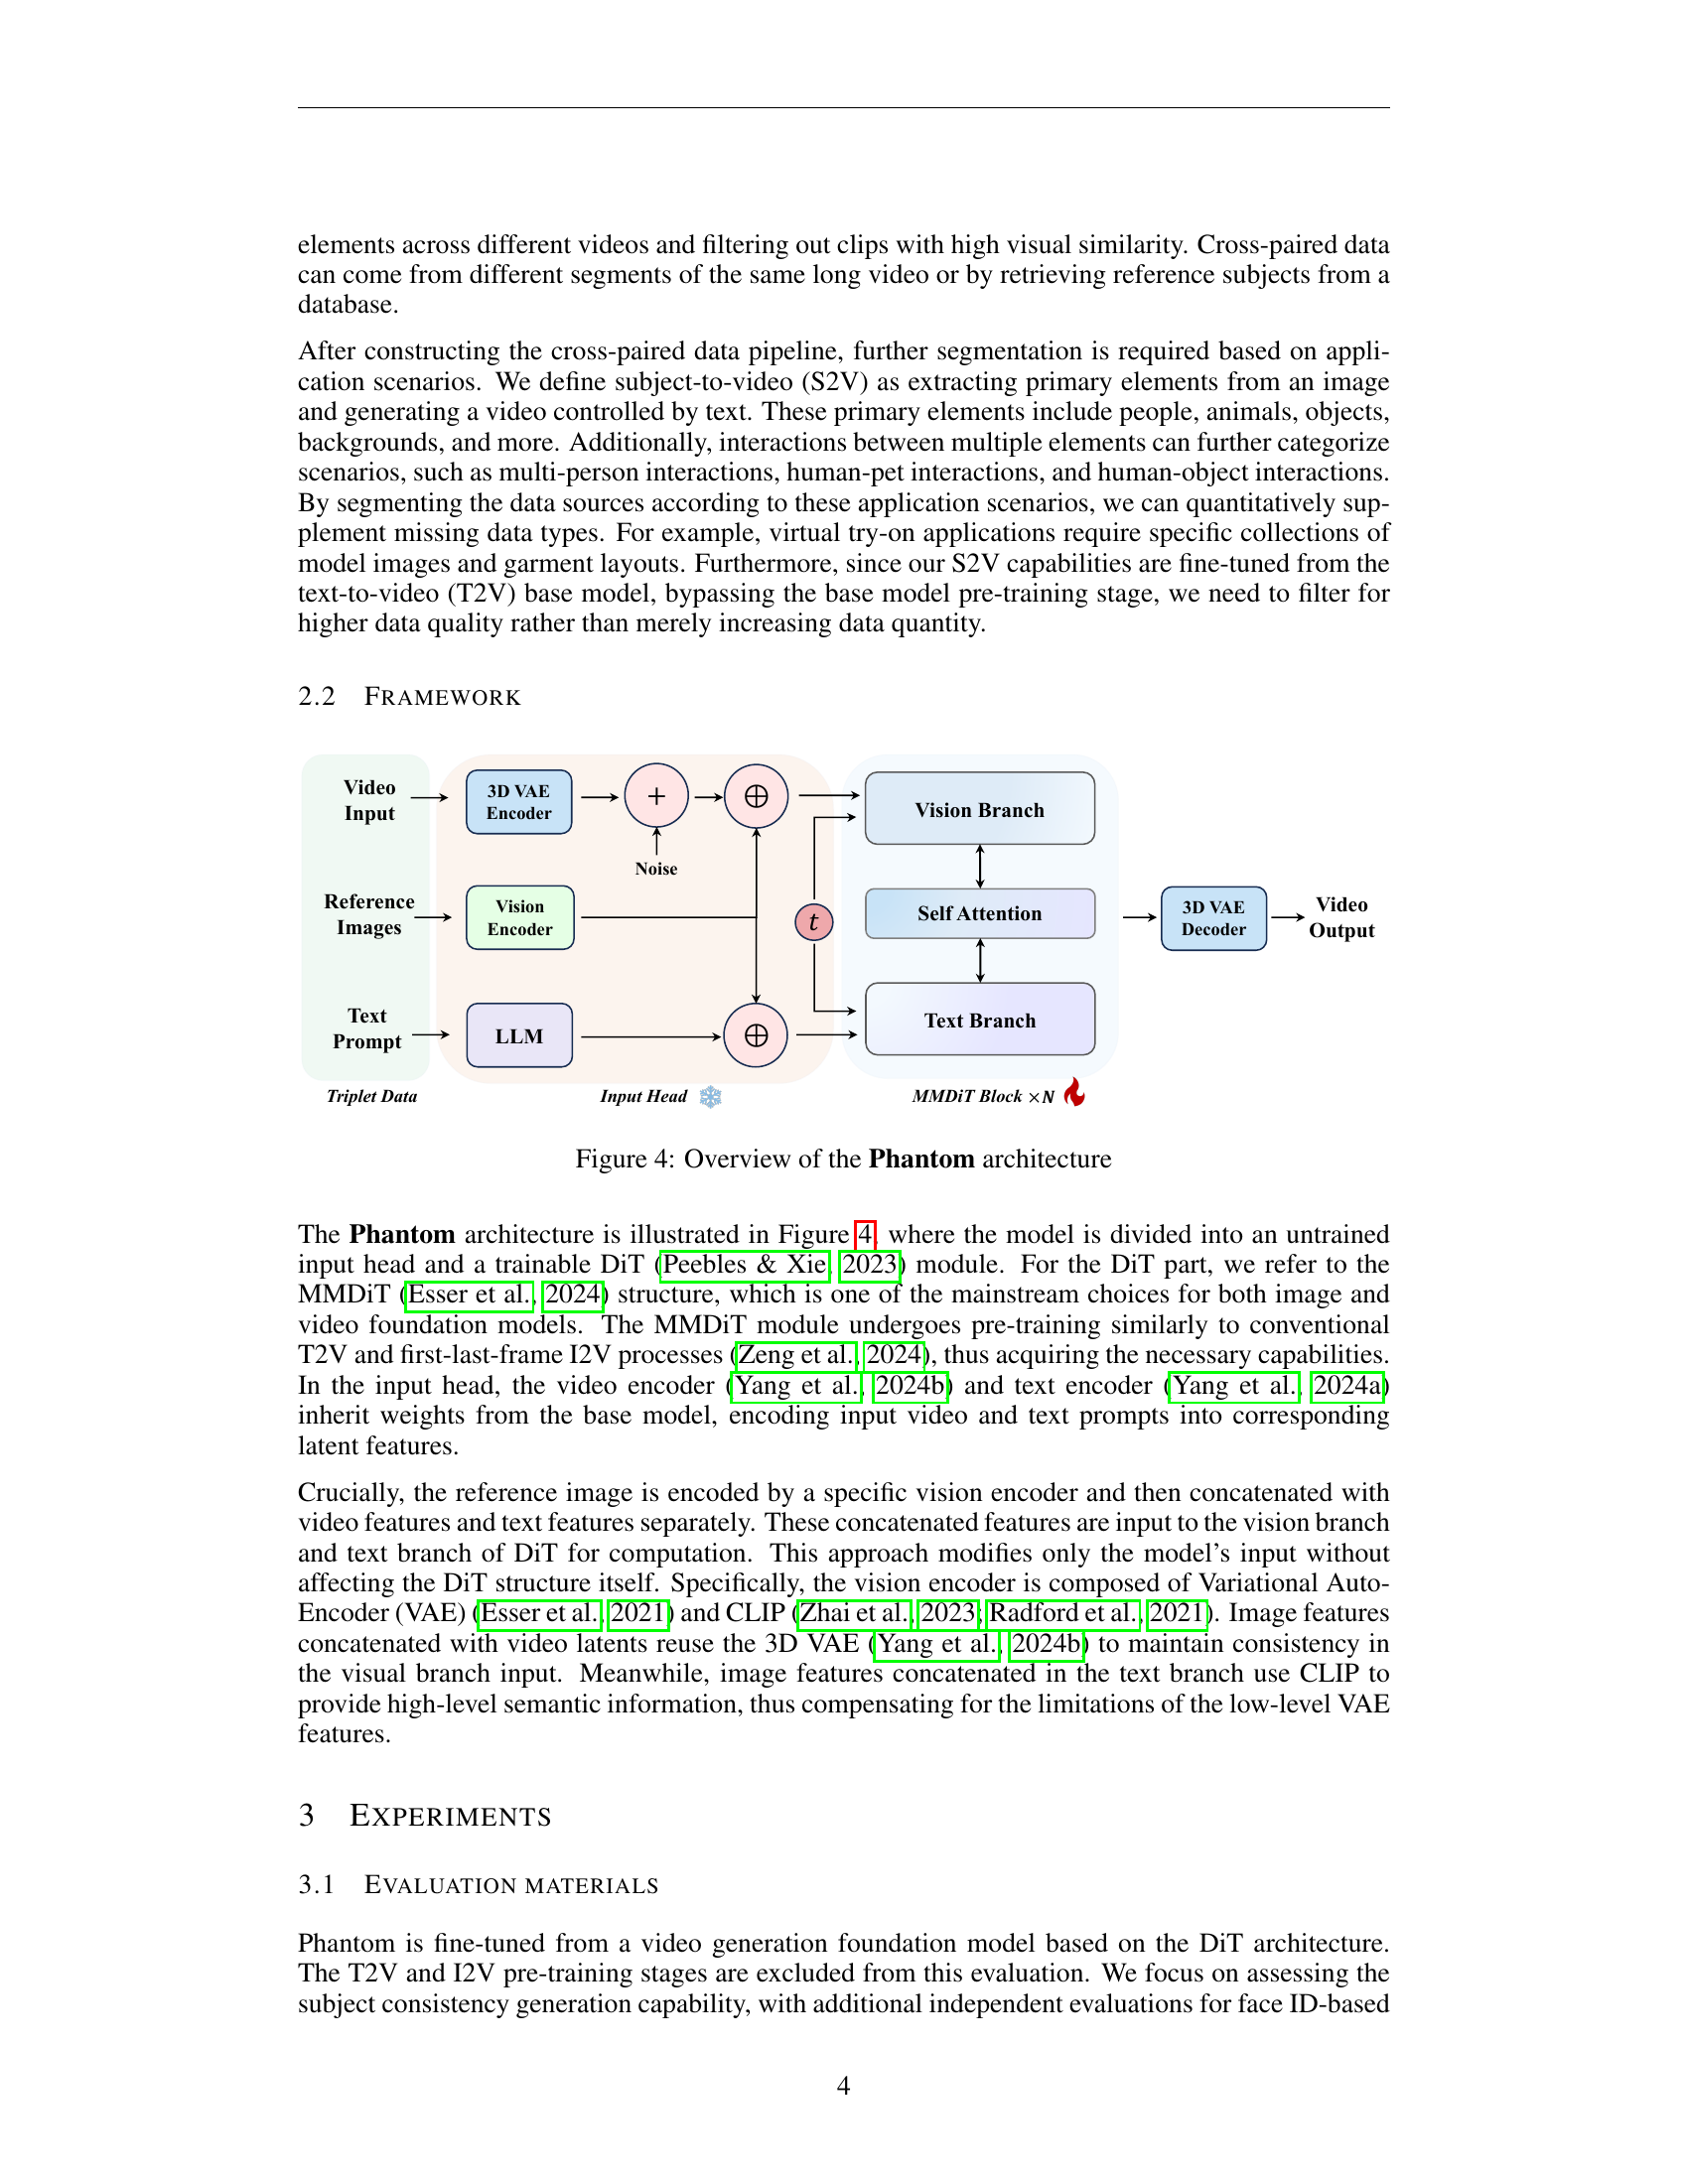 elements across different videos and filtering out clips with high visual similarity. Cross-paired data
can come from different segments of the same long video or by retrieving reference subjects from a
database.
After constructing the cross-paired data pipeline, further segmentation is required based on appli-
cation scenarios. We define subject-to-video (S2V) as extracting primary elements from an image
and generating a video controlled by text. These primary elements include people, animals, objects,
backgrounds, and more. Additionally, interactions between multiple elements can further categorize
scenarios, such as multi-person interactions, human-pet interactions, and human-object interactions.
By segmenting the data sources according to these application scenarios, we can quantitatively sup-
plement missing data types. For example, virtual try-on applications require specific collections of
model images and garment layouts. Furthermore, since our S2V capabilities are fine-tuned from the
text-to-video (T2V) base model, bypassing the base model pre-training stage, we need to filter for
higher data quality rather than merely increasing data quantity.
2.2 FRAMEWORK
Video
Input
3D VAE
Encoder
+
⊕
Noise
Vision Branch
Reference
Images
Vision
Encoder
t
Self Attention
3D VAE
Decoder
Video
Output
Text
Prompt
LLM
⊕
Text Branch
Triplet Data
Input Head
MMDiT Block ×N
Figure 4: Overview of the Phantom architecture
The Phantom architecture is illustrated in Figure 4, where the model is divided into an untrained
input head and a trainable DiT (Peebles & Xie, 2023) module. For the DiT part, we refer to the
MMDiT (Esser et al., 2024) structure, which is one of the mainstream choices for both image and
video foundation models. The MMDiT module undergoes pre-training similarly to conventional
T2V and first-last-frame I2V processes (Zeng et al., 2024), thus acquiring the necessary capabilities.
In the input head, the video encoder (Yang et al., 2024b) and text encoder (Yang et al., 2024a)
inherit weights from the base model, encoding input video and text prompts into corresponding
latent features.
Crucially, the reference image is encoded by a specific vision encoder and then concatenated with
video features and text features separately. These concatenated features are input to the vision branch
and text branch of DiT for computation. This approach modifies only the model's input without
affecting the DiT structure itself. Specifically, the vision encoder is composed of Variational Auto-
Encoder (VAE) (Esser et al., 2021) and CLIP (Zhai et al., 2023; Radford et al., 2021). Image features
concatenated with video latents reuse the 3D VAE (Yang et al., 2024b) to maintain consistency in
the visual branch input. Meanwhile, image features concatenated in the text branch use CLIP to
provide high-level semantic information, thus compensating for the limitations of the low-level VAE
features.
3 EXPERIMENTS
3.1 EVALUATION MATERIALS
Phantom is fine-tuned from a video generation foundation model based on the DiT architecture.
The T2V and I2V pre-training stages are excluded from this evaluation. We focus on assessing the
subject consistency generation capability, with additional independent evaluations for face ID-based
4